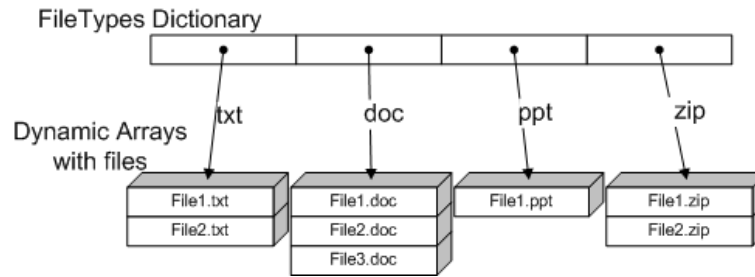 FileTypes Dictionary
txt doc ppt zip
Dynamic Arrays
with files
File1.txt File1.doc File1.ppt File1.zip
File2.txt File2.doc File2.zip
File3.doc